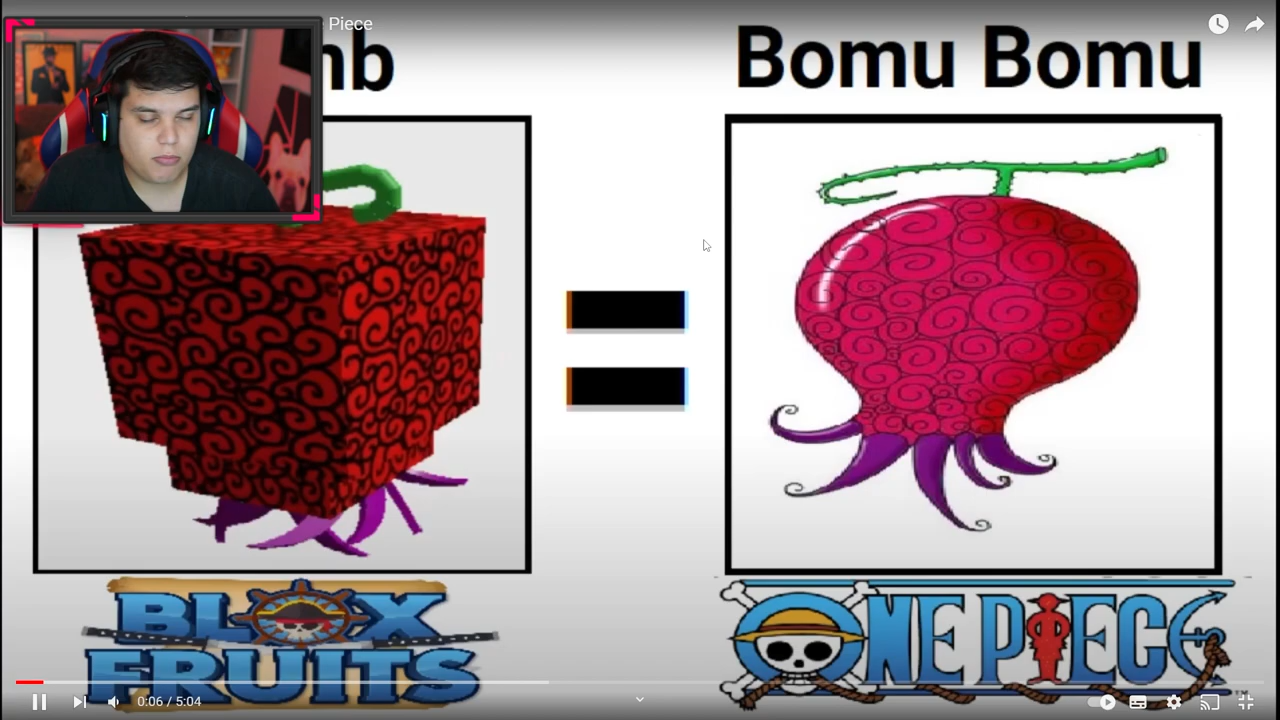 Piece
mb
Bomu Bomu
BLOX
FRUITS
ONE PIECE
0:06 / 5:04